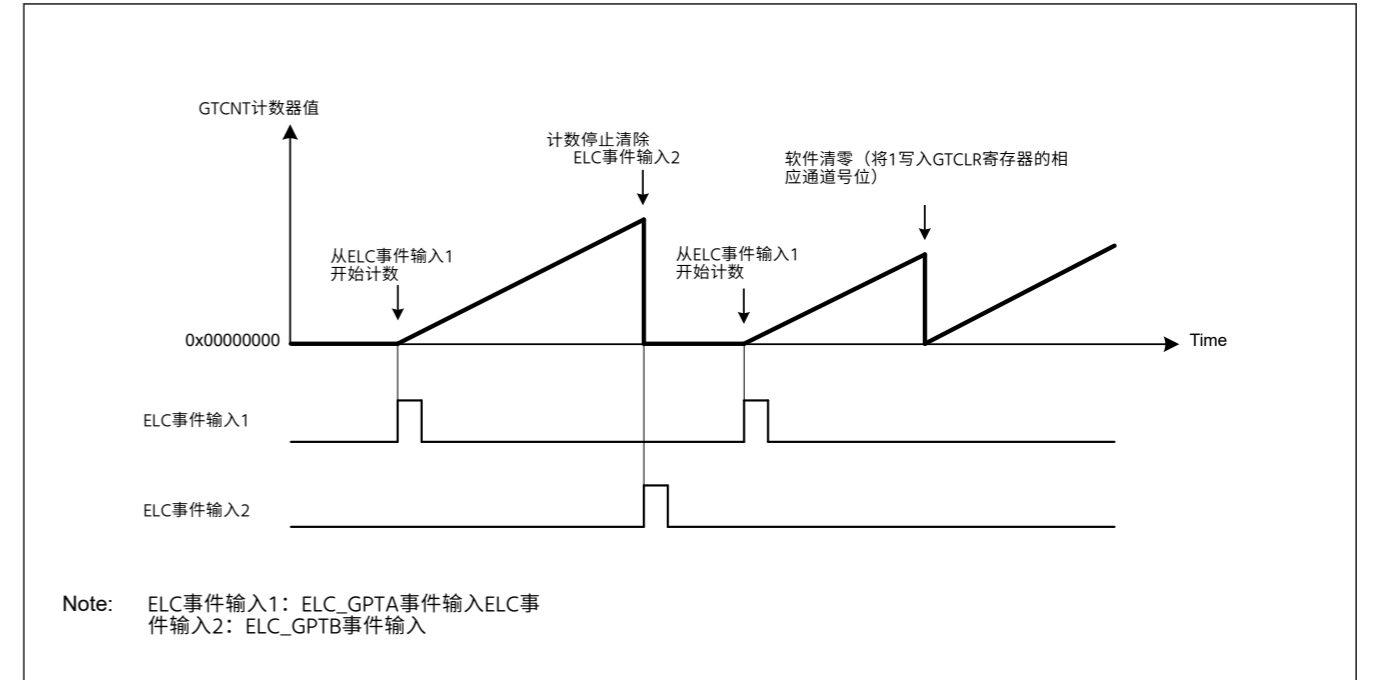 GTCNT计数器值
计数停止清除
ELC事件输入2
软件清零（将1写入GTCLR寄存器的相
应通道号位）
从ELC事件输入1
开始计数
从ELC事件输入1
开始计数
0x00000000
Time
ELC事件输入1
ELC事件输入2
Note: ELC事件输入1：ELC_GPTA事件输入ELC事
件输入2：ELC_GPTB事件输入